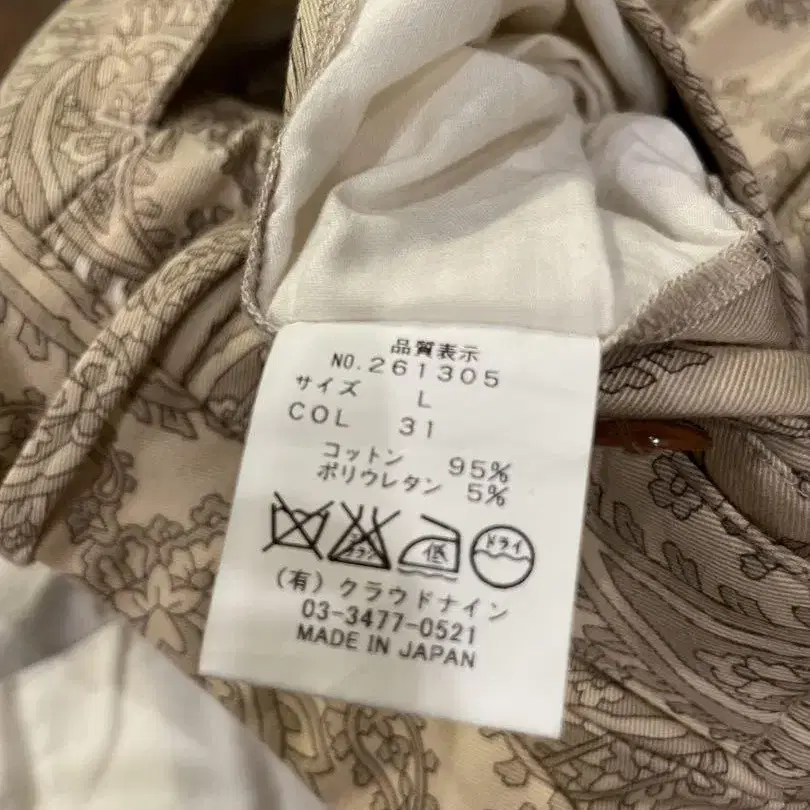 品質表示
NO.261305
サイズ L
COL 31
コットン 95%
ポリウレタン 5%
低 ドライ
(有)クラウドナイン
03-3477-0521
MADE IN JAPAN